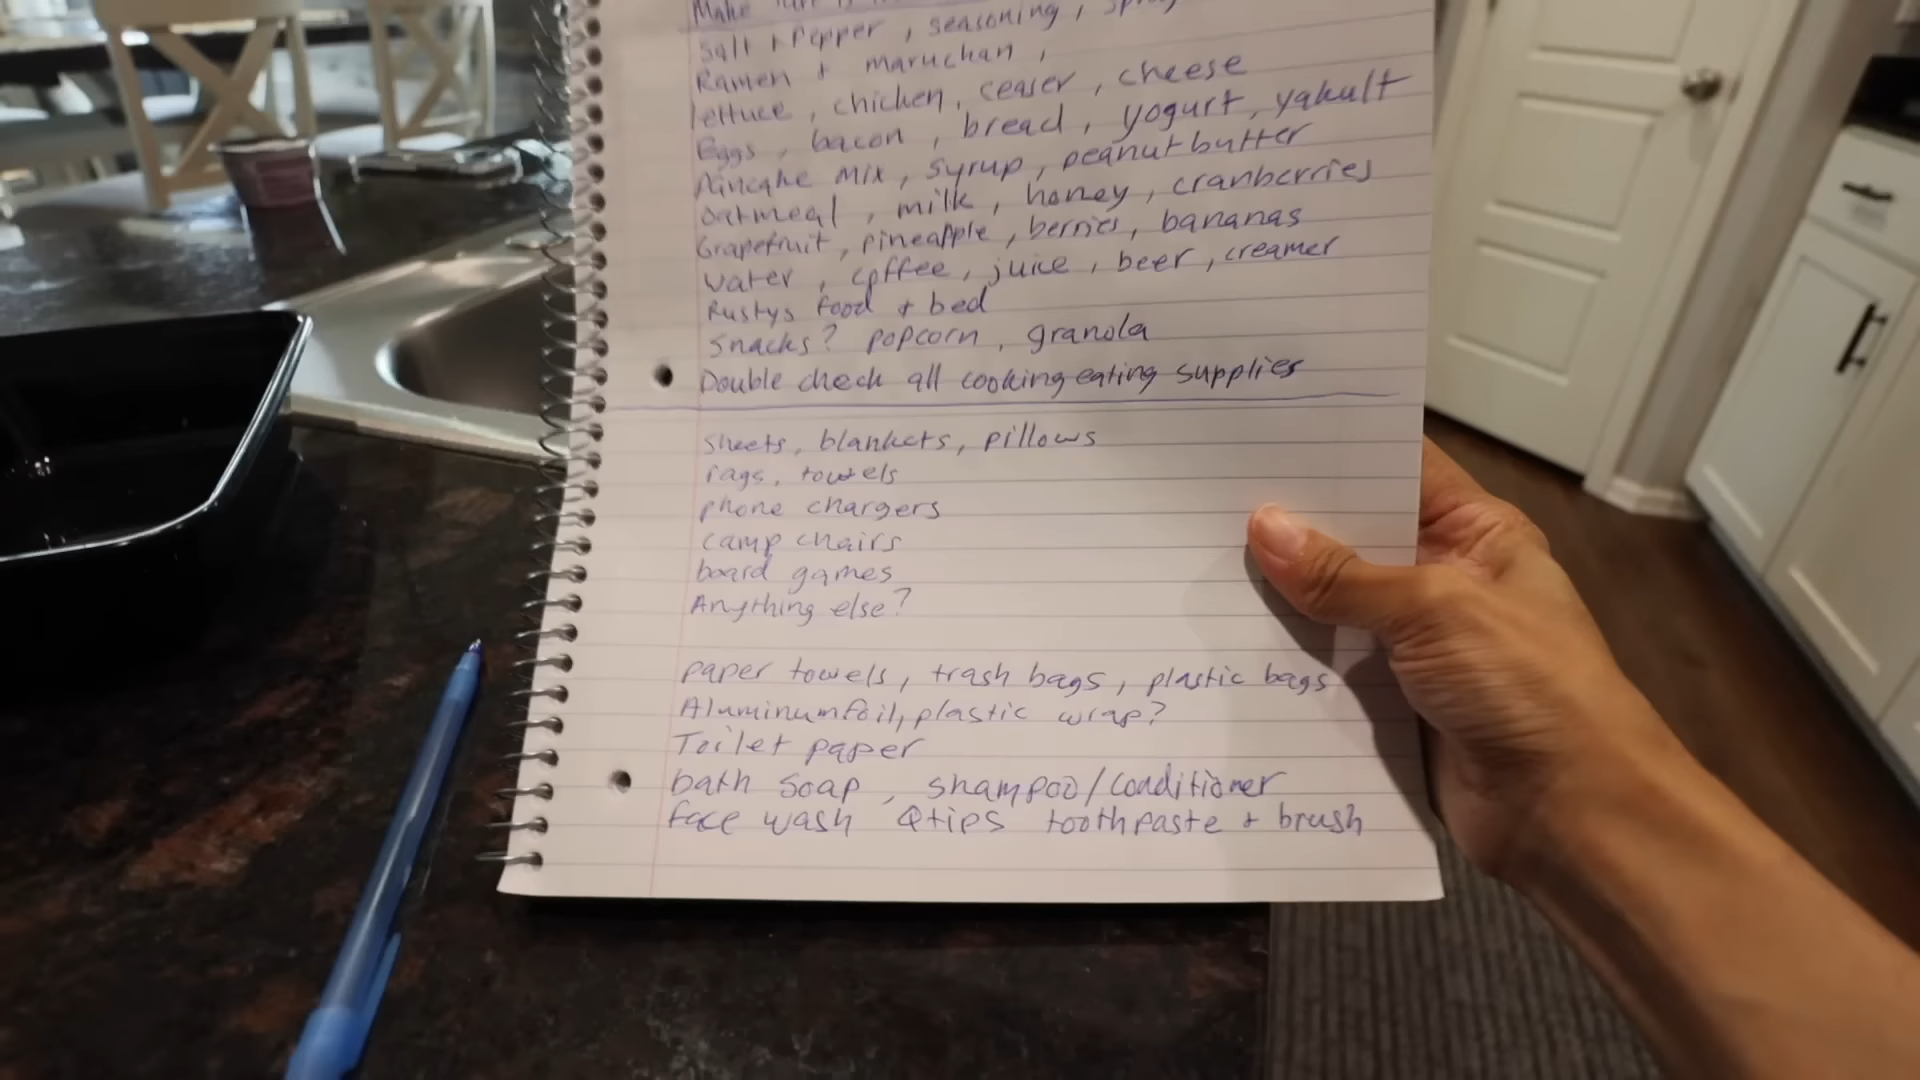 Make
Salt + Pepper, seasoning,
Ramen + maruchan,
lettuce, chicken, ceaser, cheese
Eggs, bacon, bread, yogurt, yakult
Pancake mix, syrup, peanut butter
Oatmeal, milk, honey, cranberries
Grapefruit, pineapple, berries, bananas
water, coffee, juice, beer, creamer
Rustys food + bed
Snacks? popcorn, granola
Double check all cooking eating supplies
Sheets, blankets, pillows
rags, towels
phone chargers
camp chairs
board games
Anything else?
paper towels, trash bags, plastic bags
Aluminum foil, plastic wrap?
Toilet paper
bath soap, shampoo/conditioner
face wash Qtips toothpaste + brush